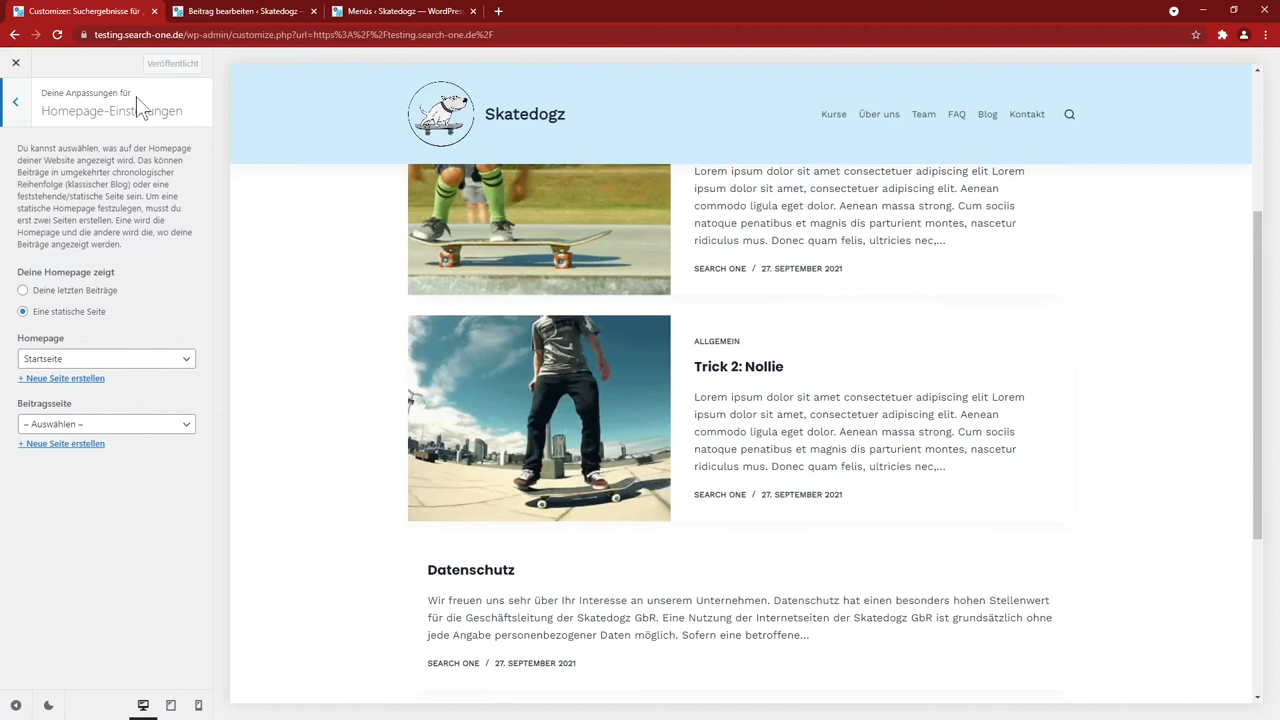 Customizer: Suchergebnisse für
Beitrag bearbeiten ‹ Skatedogz —
Menüs ‹ Skatedogz — WordPress
testing.search-one.de/wp-admin/customize.php?url=https%3A%2F%2Ftesting.search-one.de%2F
Veröffentlicht
Deine Anpassungen für
Homepage-Einstellungen
Du kannst auswählen, was auf der Homepage
deiner Website angezeigt wird. Das können
Beiträge in umgekehrter chronologischer
Reihenfolge (klassischer Blog) oder eine
feststehende/statische Seite sein. Um eine
statische Homepage festzulegen, musst du
erst zwei Seiten erstellen. Eine wird die
Homepage und die andere wird die, wo deine
Beiträge angezeigt werden.
Deine Homepage zeigt
Deine letzten Beiträge
Eine statische Seite
Homepage
Startseite
+ Neue Seite erstellen
Beitragsseite
– Auswählen –
+ Neue Seite erstellen
Skatedogz
Kurse Über uns Team FAQ Blog Kontakt
Lorem ipsum dolor sit amet consectetuer adipiscing elit Lorem
ipsum dolor sit amet, consectetuer adipiscing elit. Aenean
commodo ligula eget dolor. Aenean massa strong. Cum sociis
natoque penatibus et magnis dis parturient montes, nascetur
ridiculus mus. Donec quam felis, ultricies nec,...
SEARCH ONE / 27. SEPTEMBER 2021
ALLGEMEIN
Trick 2: Nollie
Lorem ipsum dolor sit amet consectetuer adipiscing elit Lorem
ipsum dolor sit amet, consectetuer adipiscing elit. Aenean
commodo ligula eget dolor. Aenean massa strong. Cum sociis
natoque penatibus et magnis dis parturient montes, nascetur
ridiculus mus. Donec quam felis, ultricies nec,...
SEARCH ONE / 27. SEPTEMBER 2021
Datenschutz
Wir freuen uns sehr über Ihr Interesse an unserem Unternehmen. Datenschutz hat einen besonders hohen Stellenwert
für die Geschäftsleitung der Skatedogz GbR. Eine Nutzung der Internetseiten der Skatedogz GbR ist grundsätzlich ohne
jede Angabe personenbezogener Daten möglich. Sofern eine betroffene...
SEARCH ONE / 27. SEPTEMBER 2021